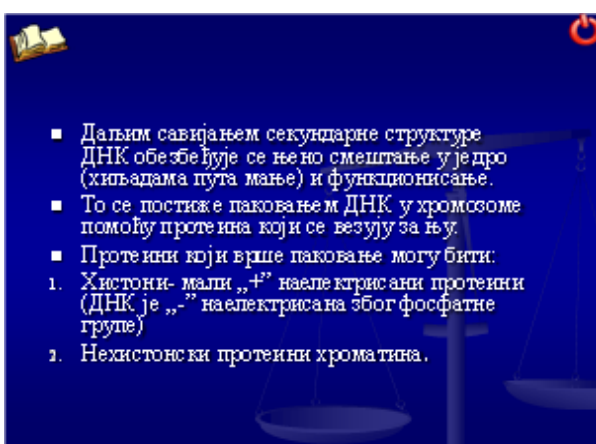 ▪ Даљим савијањем секундарне структуре
ДНК обезбеђује се њено смештање у једро
(хиљадама пута мање) и функционисање.
▪ То се постиже паковањем ДНК у хромозоме
помоћу протеина који се везују за њу.
▪ Протеини који врше паковање могу бити:
1. Хистони- мали „+” наелектрисани протеини
(ДНК је „-” наелектрисана због фосфатне
групе)
2. Нехистонски протеини хроматина.